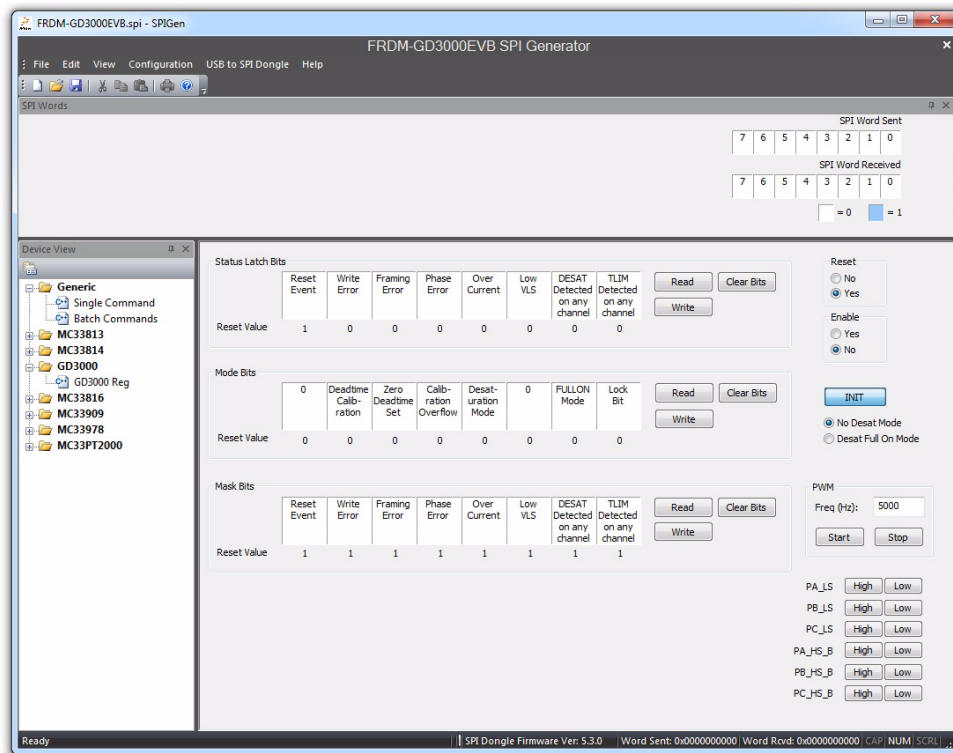 FRDM-GD3000EVB.spi - SPIGen
FRDM-GD3000EVB SPI Generator
File Edit View Configuration USB to SPI Dongle Help
SPI Words
SPI Word Sent
7 6 5 4 3 2 1 0
SPI Word Received
7 6 5 4 3 2 1 0
= 0 = 1
Device View
Generic
Single Command
Batch Commands
MC33813
MC33814
GD3000
GD3000 Reg
MC33816
MC33909
MC33978
MC33PT2000
Status Latch Bits
Reset Write Framing Phase Over Low DESAT TLIM
Event Error Error Error Current VLS Detected Detected
on any on any
channel channel
Read Clear Bits
Write
Reset Value 1 0 0 0 0 0 0 0
Mode Bits
0 Deadtime Zero Calib- Desat- 0 FULLON Lock
Calib- Deadtime ration uration Mode Bit
ration Set Overflow Mode
Read Clear Bits
Write
Reset Value 0 0 0 0 0 0 0 0
Mask Bits
Reset Write Framing Phase Over Low DESAT TLIM
Event Error Error Error Current VLS Detected Detected
on any on any
channel channel
Read Clear Bits
Write
Reset Value 1 1 1 1 1 1 1 1
Reset
No
Yes
Enable
Yes
No
INIT
No Desat Mode
Desat Full On Mode
PWM
Freq (Hz): 5000
Start Stop
PA_LS High Low
PB_LS High Low
PC_LS High Low
PA_HS_B High Low
PB_HS_B High Low
PC_HS_B High Low
Ready
SPI Dongle Firmware Ver: 5.3.0 Word Sent: 0x0000000000 Word Rcvd: 0x0000000000 CAP NUM SCRL